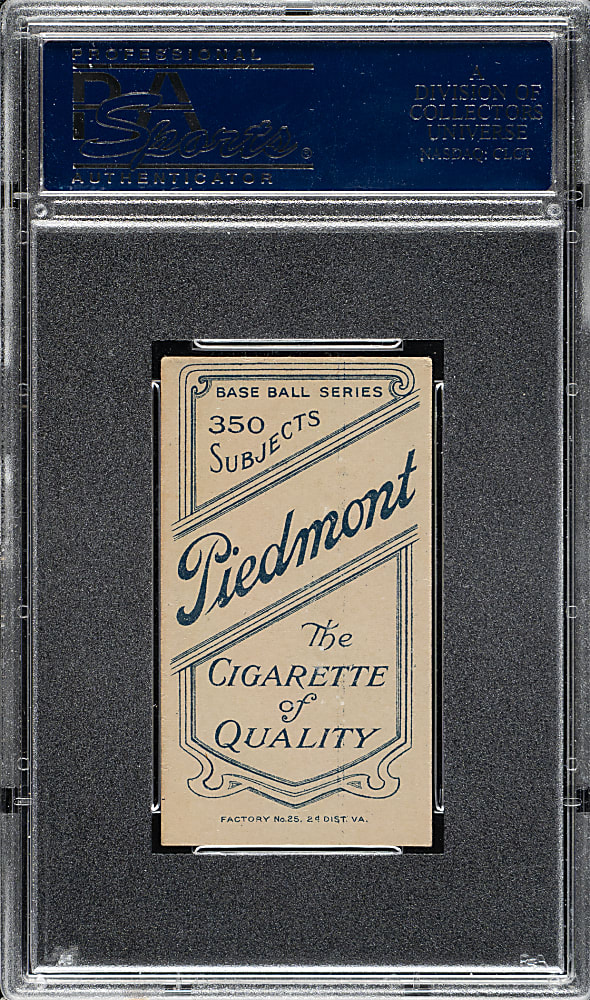 PROFESSIONAL
PSA
Sports®
AUTHENTICATOR
A
DIVISION OF
COLLECTORS
UNIVERSE
NASDAQ: CLCT
BASE BALL SERIES
350
SUBJECTS
Piedmont
The
CIGARETTE
of
QUALITY
FACTORY No. 25. 2d DIST. VA.
PSA